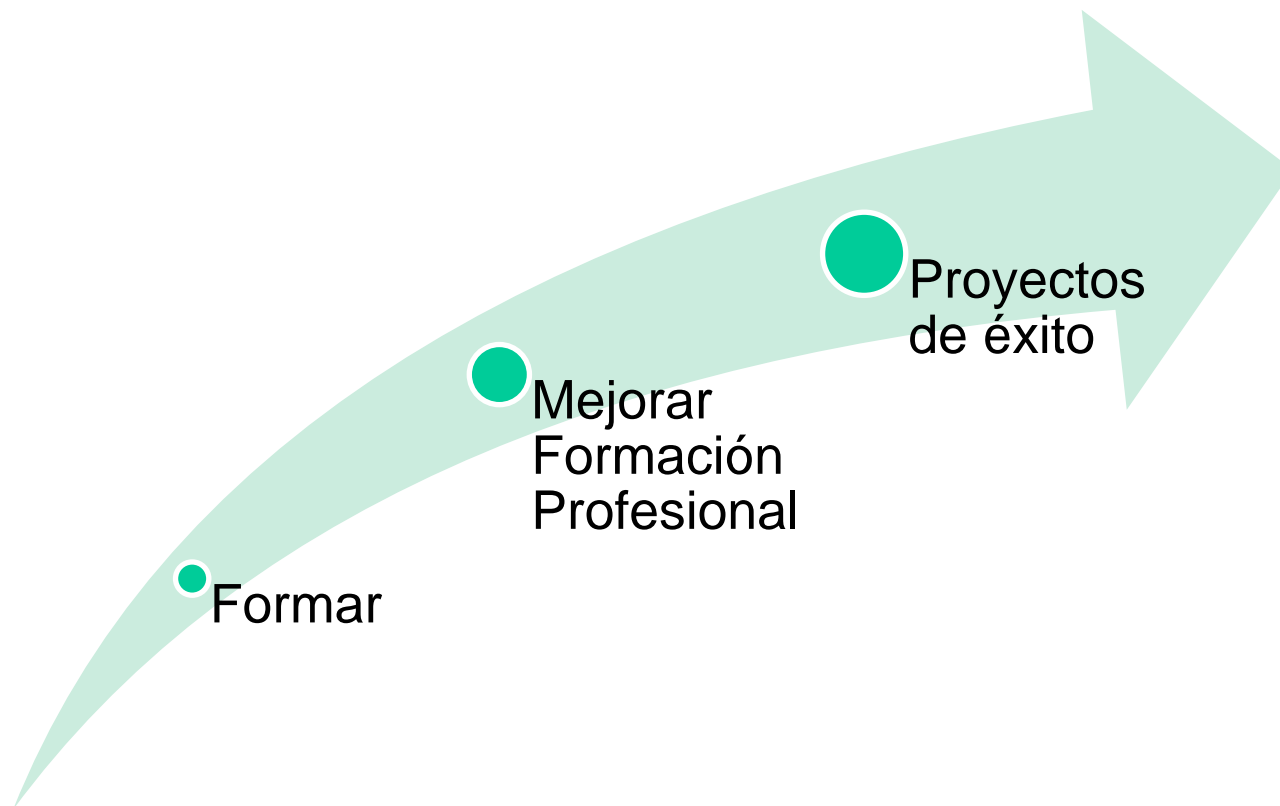 Proyectos
de éxito
Mejorar
Formación
Profesional
Formar